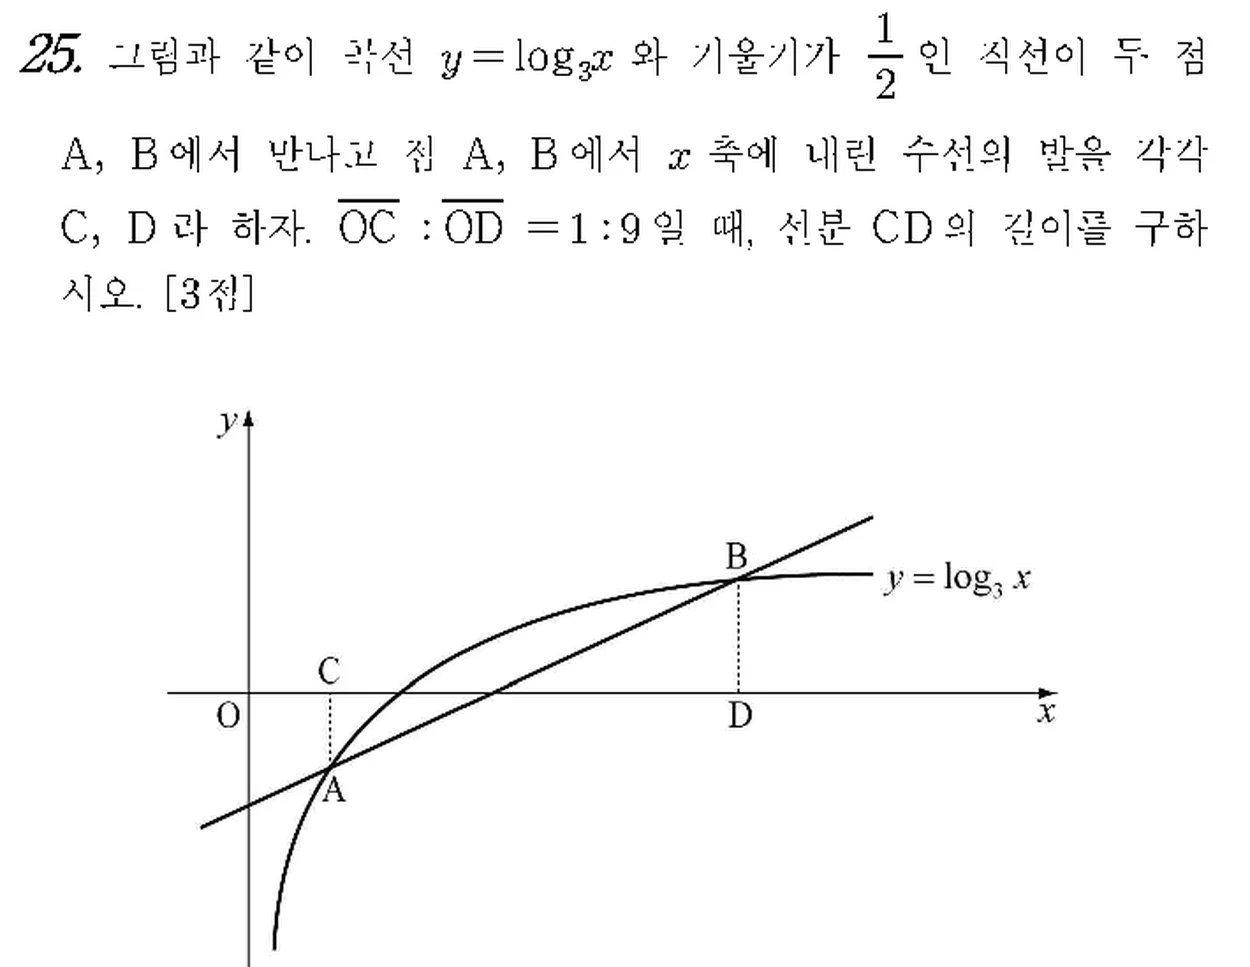 25. 그림과 같이 곡선 y=log₃x 와 기울기가 1/2 인 직선이 두 점
A, B에서 만나고 점 A, B에서 x축에 내린 수선의 발을 각각
C, D라 하자. \overline{OC} : \overline{OD} = 1 : 9일 때, 선분 CD의 길이를 구하
시오. [3점]
y
B
y = log₃ x
C
O
D
x
A